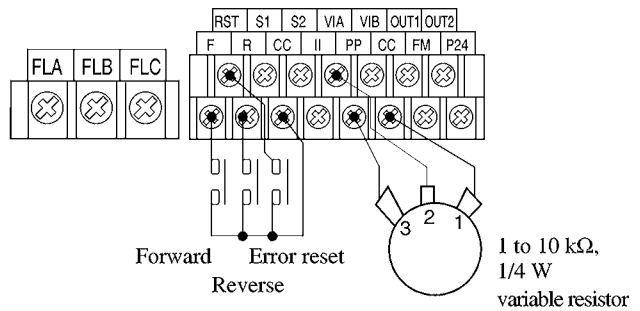 RST S1 S2 VIA VIB OUT1 OUT2
F R CC II PP CC FM P24
FLA FLB FLC
3 2 1
Forward Error reset
Reverse
1 to 10 kΩ,
1/4 W
variable resistor